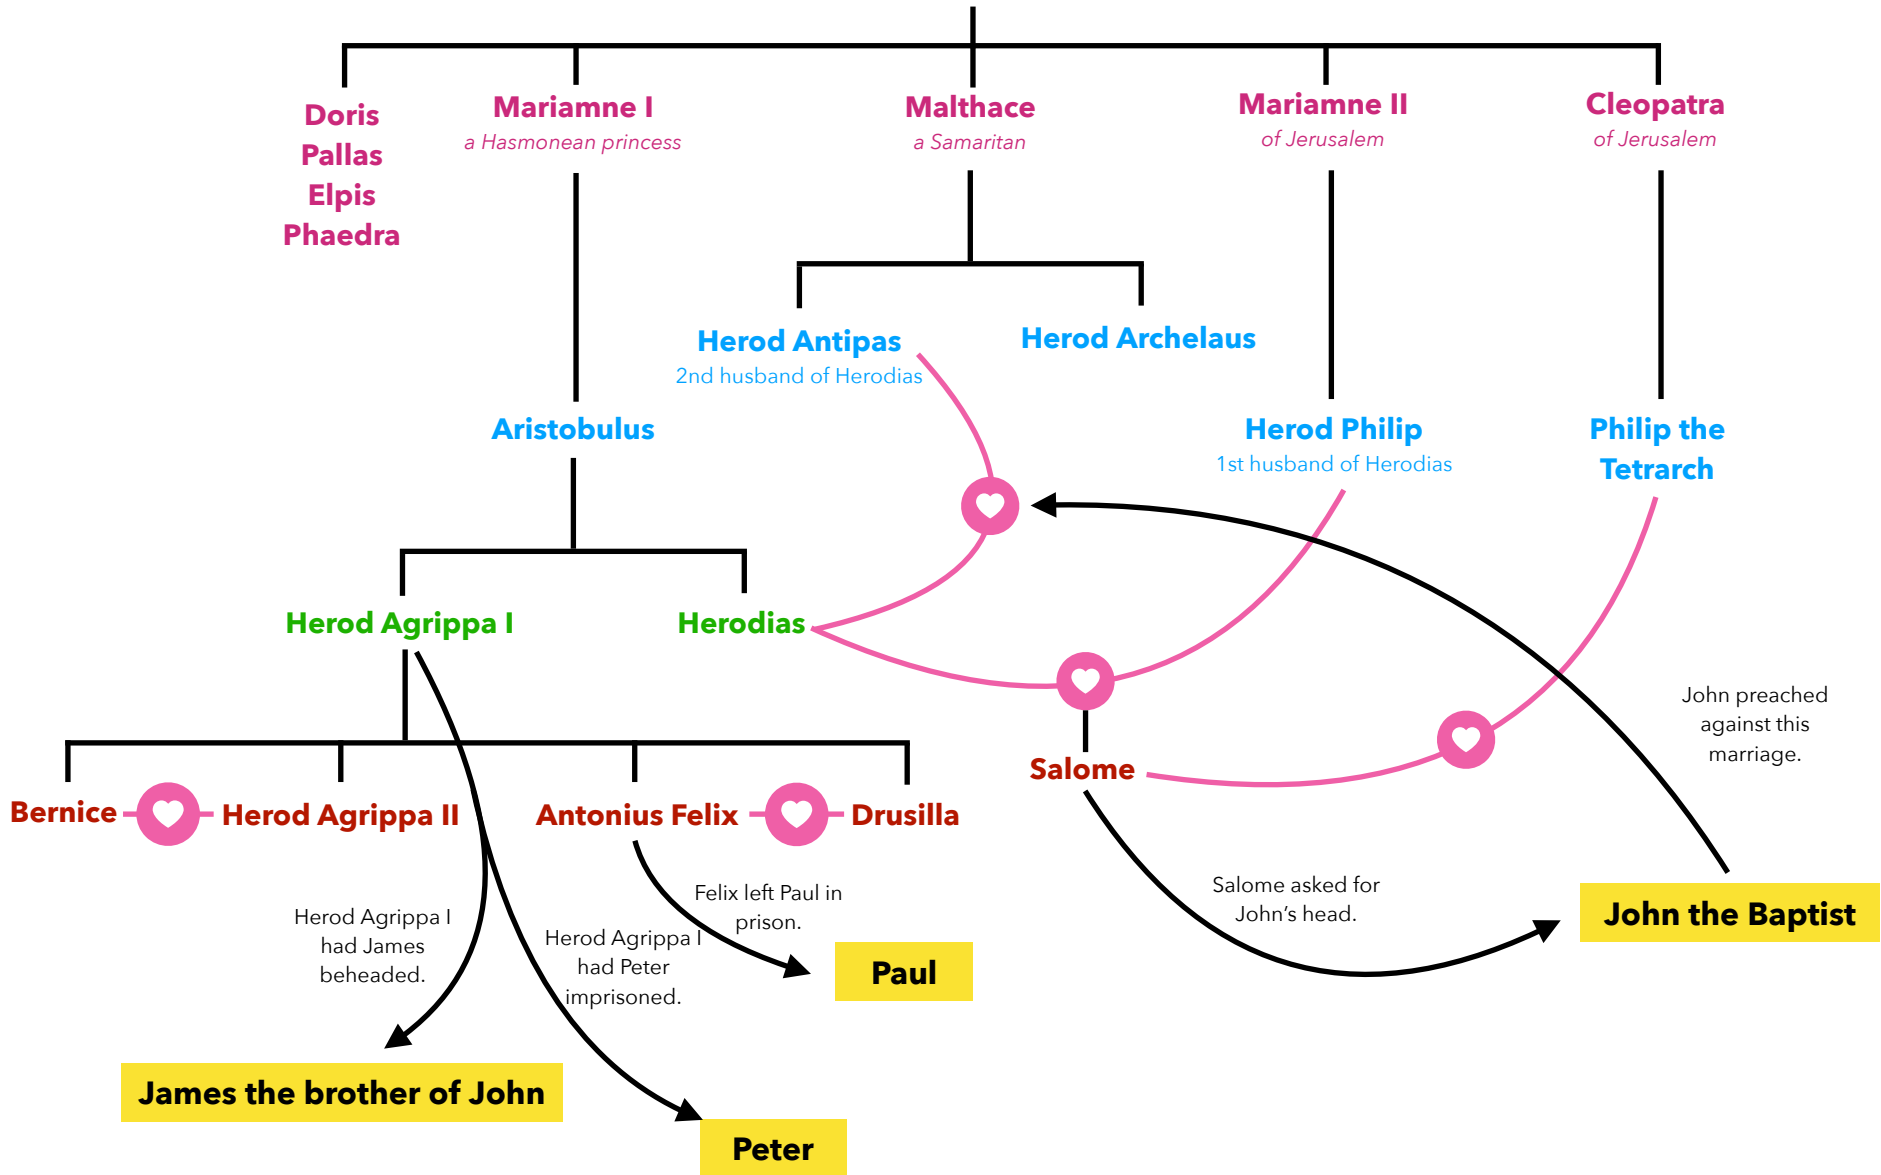 Doris
Pallas
Elpis
Phaedra
Mariamne I
a Hasmonean princess
Malthace
a Samaritan
Mariamne II
of Jerusalem
Cleopatra
of Jerusalem
Herod Antipas
2nd husband of Herodias
Herod Archelaus
Aristobulus
Herod Philip
1st husband of Herodias
Philip the
Tetrarch
Herod Agrippa I
Herodias
John preached
against this
marriage.
Salome
Bernice
Herod Agrippa II
Antonius Felix
Drusilla
Salome asked for
John’s head.
John the Baptist
Felix left Paul in
prison.
Herod Agrippa I
had James
beheaded.
Herod Agrippa I
had Peter
imprisoned.
Paul
James the brother of John
Peter